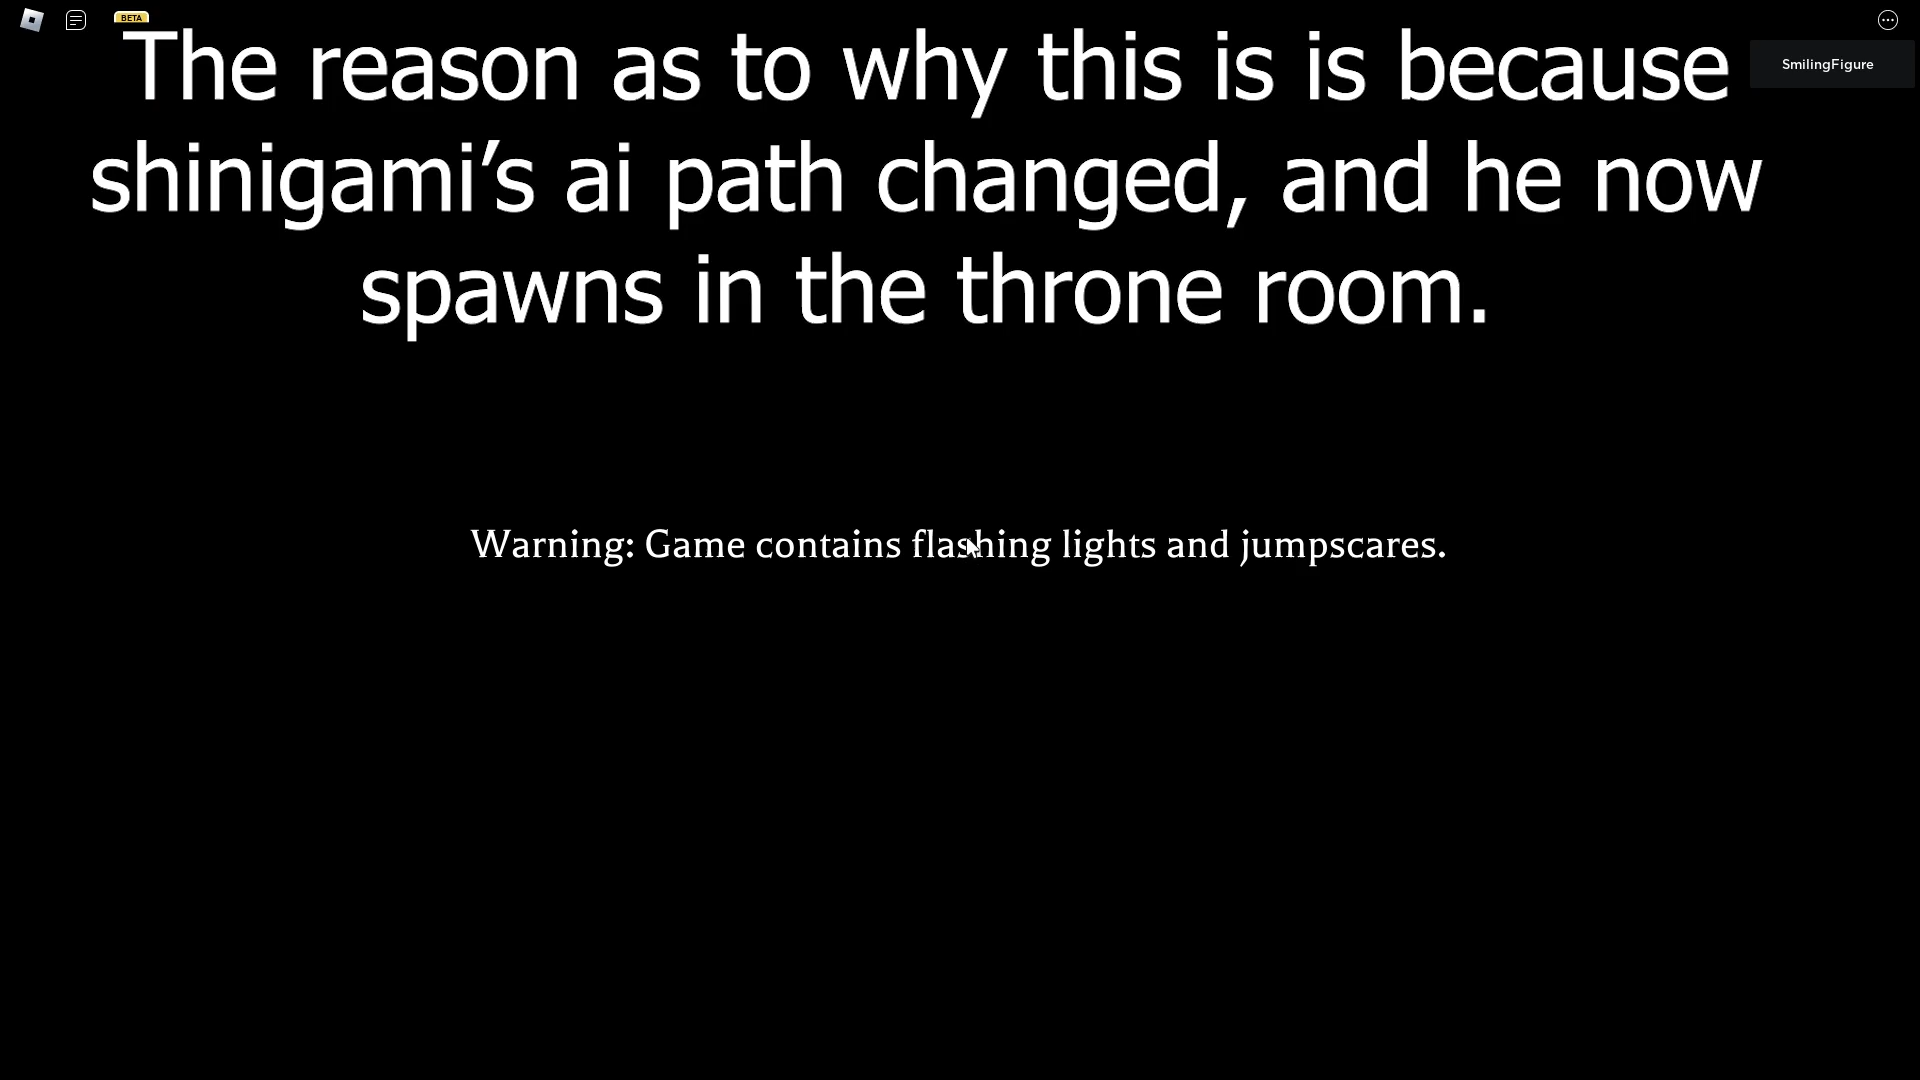 BETA
The reason as to why this is is because
shinigami’s ai path changed, and he now
spawns in the throne room.
SmilingFigure
Warning: Game contains flashing lights and jumpscares.